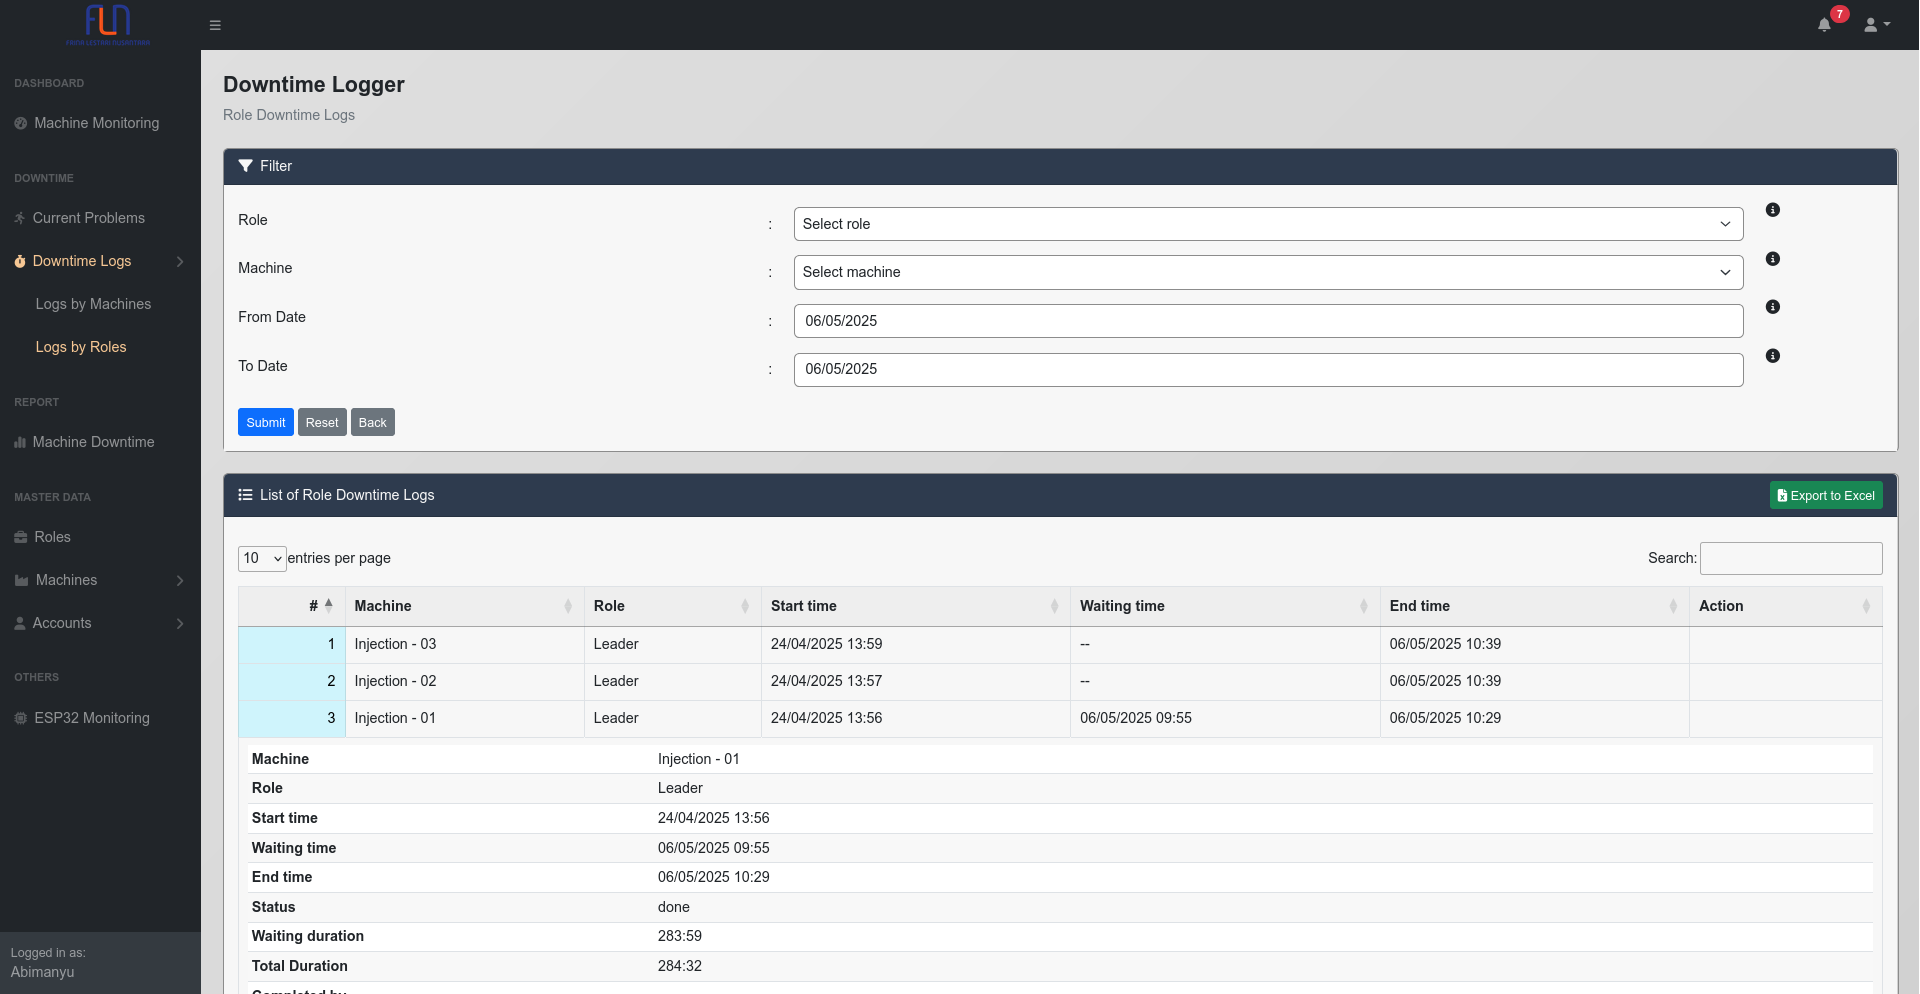 FLN
7
DASHBOARD
Machine Monitoring
DOWNTIME
Current Problems
Downtime Logs
Logs by Machines
Logs by Roles
REPORT
Machine Downtime
MASTER DATA
Roles
Machines
Accounts
OTHERS
ESP32 Monitoring
Logged in as:
Abimanyu
Downtime Logger
Role Downtime Logs
Filter
Role : Select role
Machine : Select machine
From Date : 06/05/2025
To Date : 06/05/2025
Submit Reset Back
List of Role Downtime Logs Export to Excel
10 entries per page Search:
# Machine Role Start time Waiting time End time Action
1 Injection - 03 Leader 24/04/2025 13:59 -- 06/05/2025 10:39
2 Injection - 02 Leader 24/04/2025 13:57 -- 06/05/2025 10:39
3 Injection - 01 Leader 24/04/2025 13:56 06/05/2025 09:55 06/05/2025 10:29
Machine Injection - 01
Role Leader
Start time 24/04/2025 13:56
Waiting time 06/05/2025 09:55
End time 06/05/2025 10:29
Status done
Waiting duration 283:59
Total Duration 284:32
Completed by